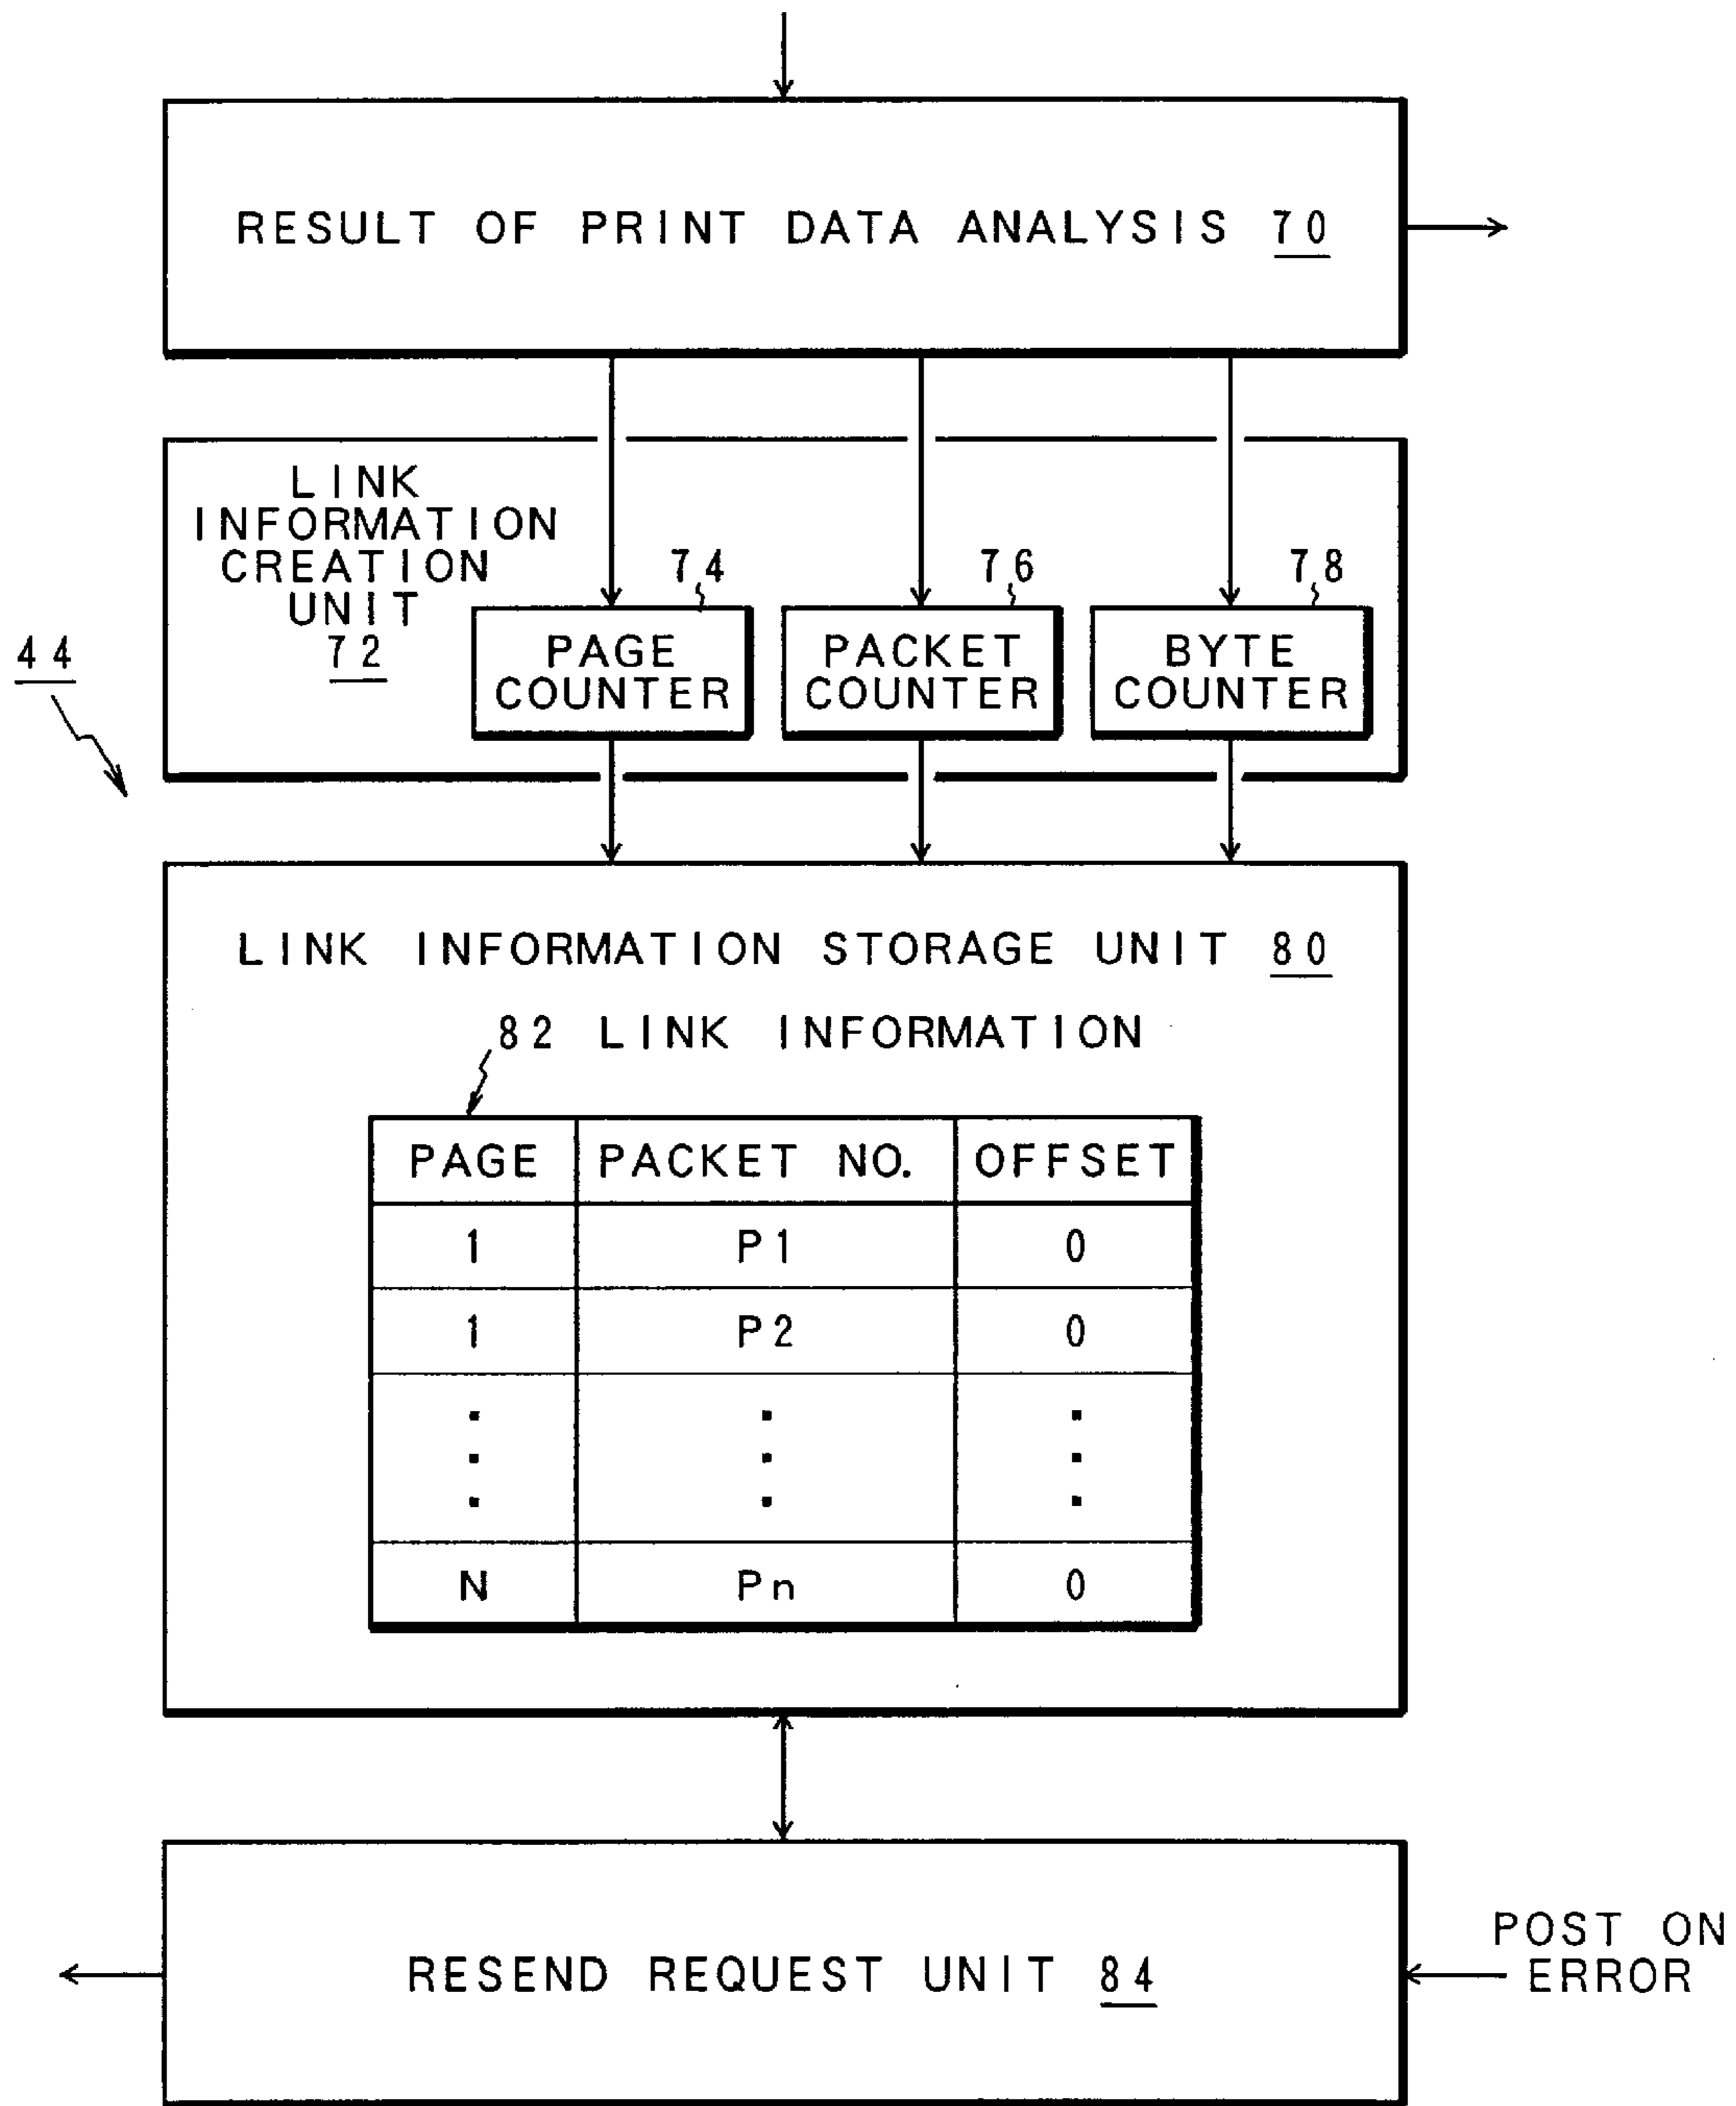 RESULT OF PRINT DATA ANALYSIS 70
LINK
INFORMATION
CREATION
UNIT
72
44
74
PAGE
COUNTER
76
PACKET
COUNTER
78
BYTE
COUNTER
LINK INFORMATION STORAGE UNIT 80
82 LINK INFORMATION
PAGE PACKET NO. OFFSET
1 P1 0
1 P2 0
N Pn 0
RESEND REQUEST UNIT 84
POST ON
ERROR